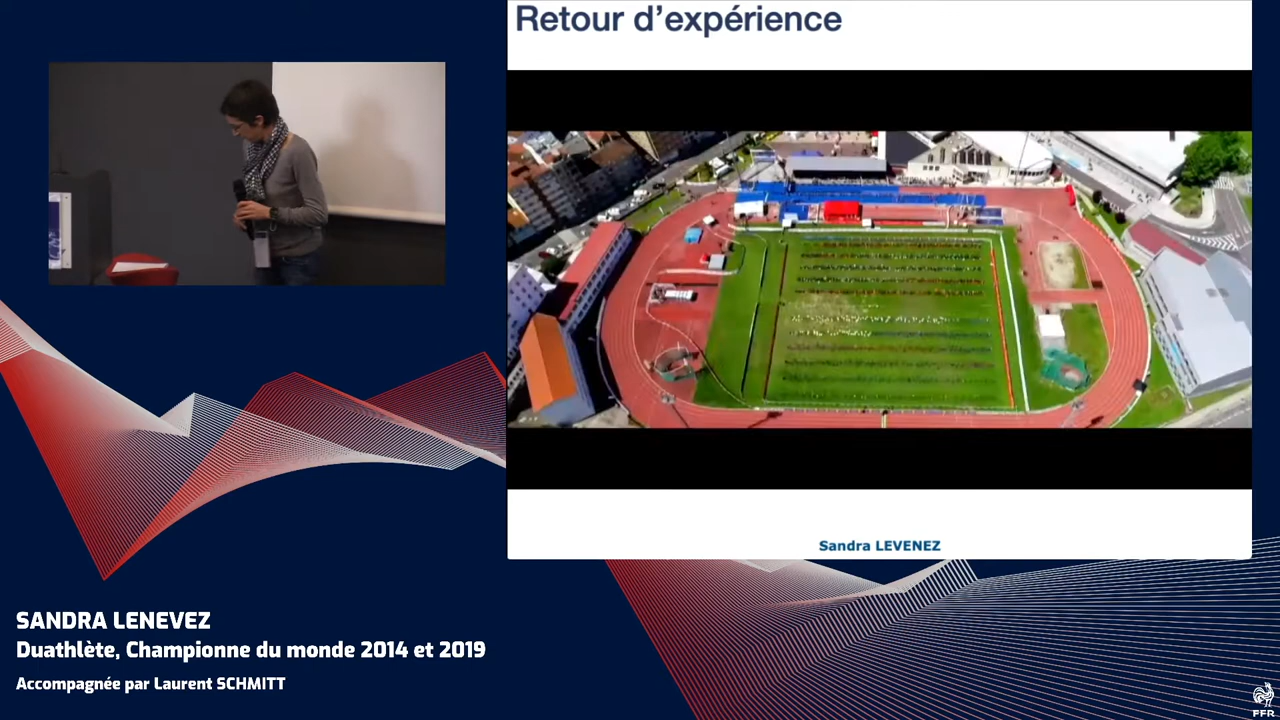 Retour d’expérience
Sandra LEVENEZ
SANDRA LENEVEZ
Duathlète, Championne du monde 2014 et 2019
Accompagnée par Laurent SCHMITT
FFR